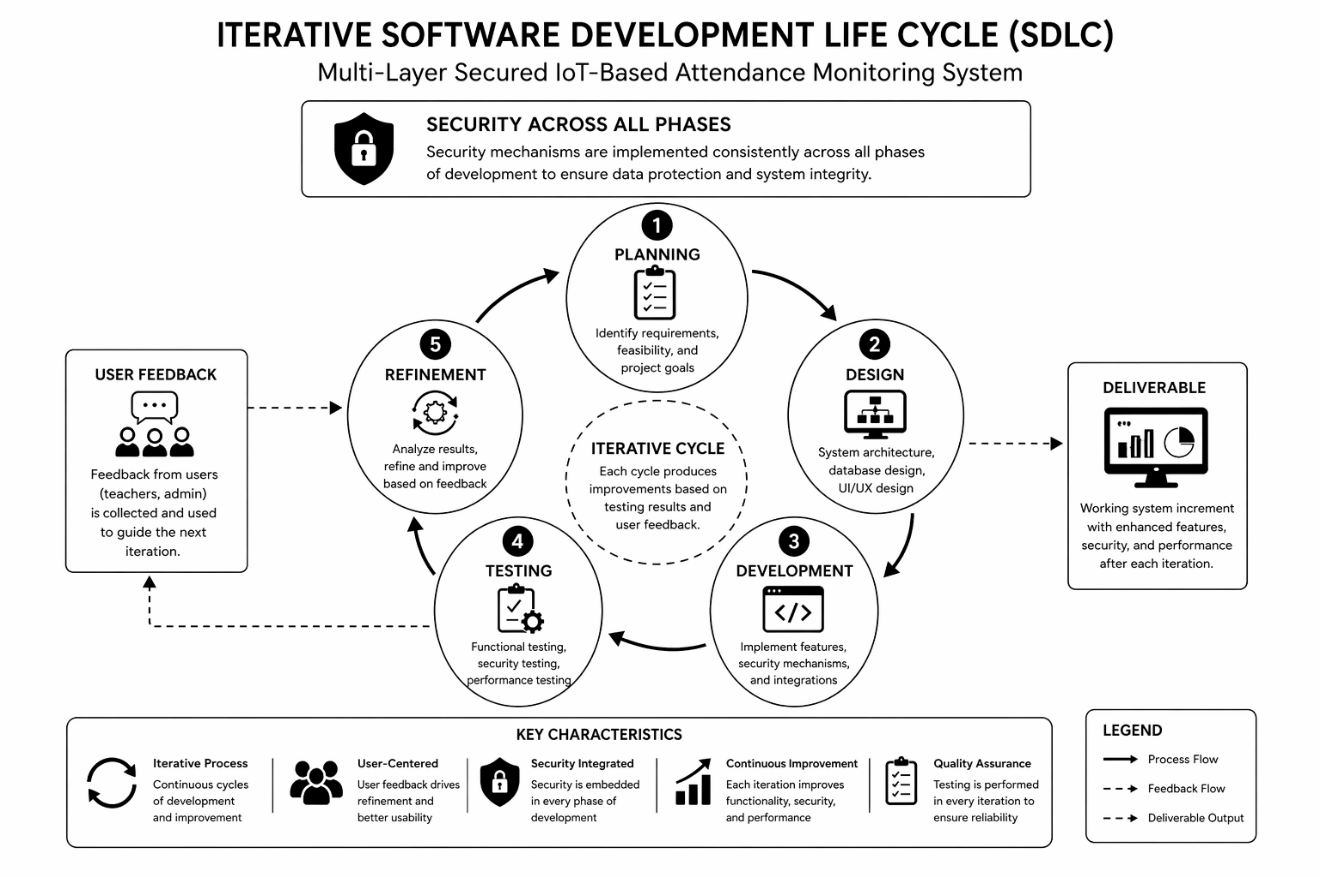 ITERATIVE SOFTWARE DEVELOPMENT LIFE CYCLE (SDLC)
Multi-Layer Secured IoT-Based Attendance Monitoring System
SECURITY ACROSS ALL PHASES
Security mechanisms are implemented consistently across all phases
of development to ensure data protection and system integrity.
1
PLANNING
Identify requirements,
feasibility, and
project goals
2
DESIGN
System architecture,
database design,
UI/UX design
3
DEVELOPMENT
</>
Implement features,
security mechanisms,
and integrations
4
TESTING
Functional testing,
security testing,
performance testing
5
REFINEMENT
Analyze results,
refine and improve
based on feedback
ITERATIVE CYCLE
Each cycle produces
improvements based on
testing results and
user feedback.
USER FEEDBACK
Feedback from users
(teachers, admin)
is collected and used
to guide the next
iteration.
DELIVERABLE
Working system increment
with enhanced features,
security, and performance
after each iteration.
KEY CHARACTERISTICS
Iterative Process
Continuous cycles
of development
and improvement
User-Centered
User feedback drives
refinement and
better usability
Security Integrated
Security is embedded
in every phase of
development
Continuous Improvement
Each iteration improves
functionality, security,
and performance
Quality Assurance
Testing is performed
in every iteration to
ensure reliability
LEGEND
Process Flow
Feedback Flow
Deliverable Output